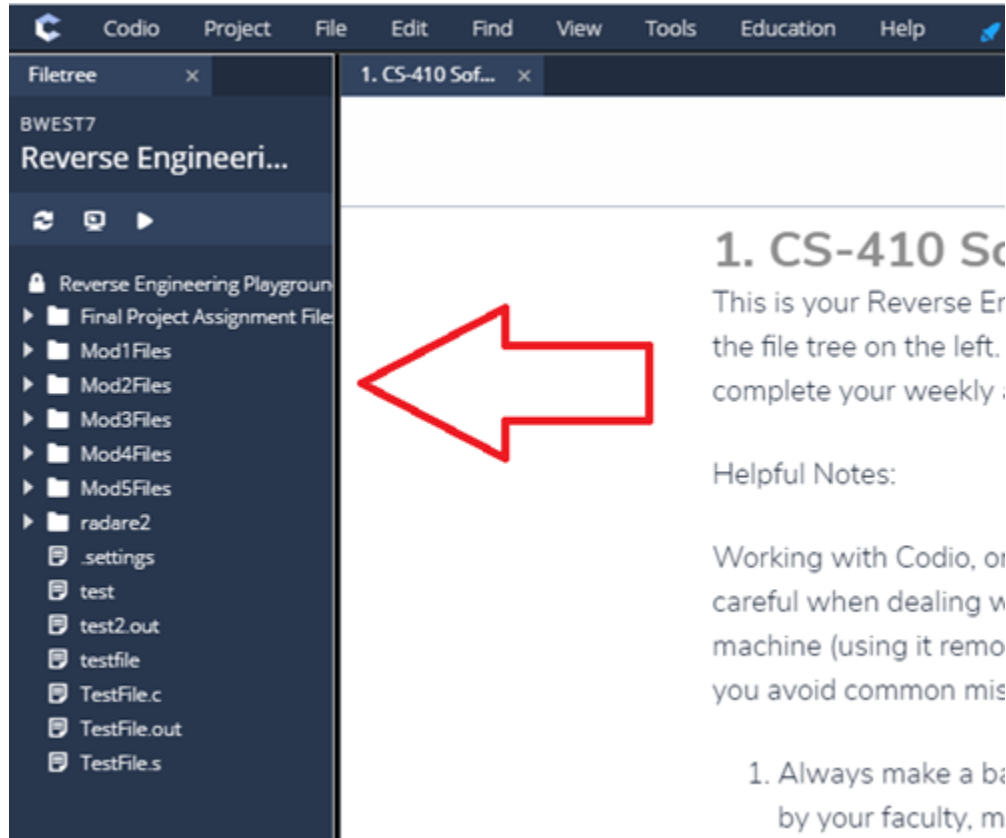 Codio Project File Edit Find View Tools Education Help
Filetree × 1. CS-410 Sof... ×
BWEST7
Reverse Engineeri...
Reverse Engineering Playgroun
Final Project Assignment File
Mod1Files
Mod2Files
Mod3Files
Mod4Files
Mod5Files
radare2
.settings
test
test2.out
testfile
TestFile.c
TestFile.out
TestFile.s
1. CS-410 So
This is your Reverse En
the file tree on the left.
complete your weekly
Helpful Notes:
Working with Codio, or
careful when dealing w
machine (using it remo
you avoid common mis
1. Always make a ba
by your faculty, m